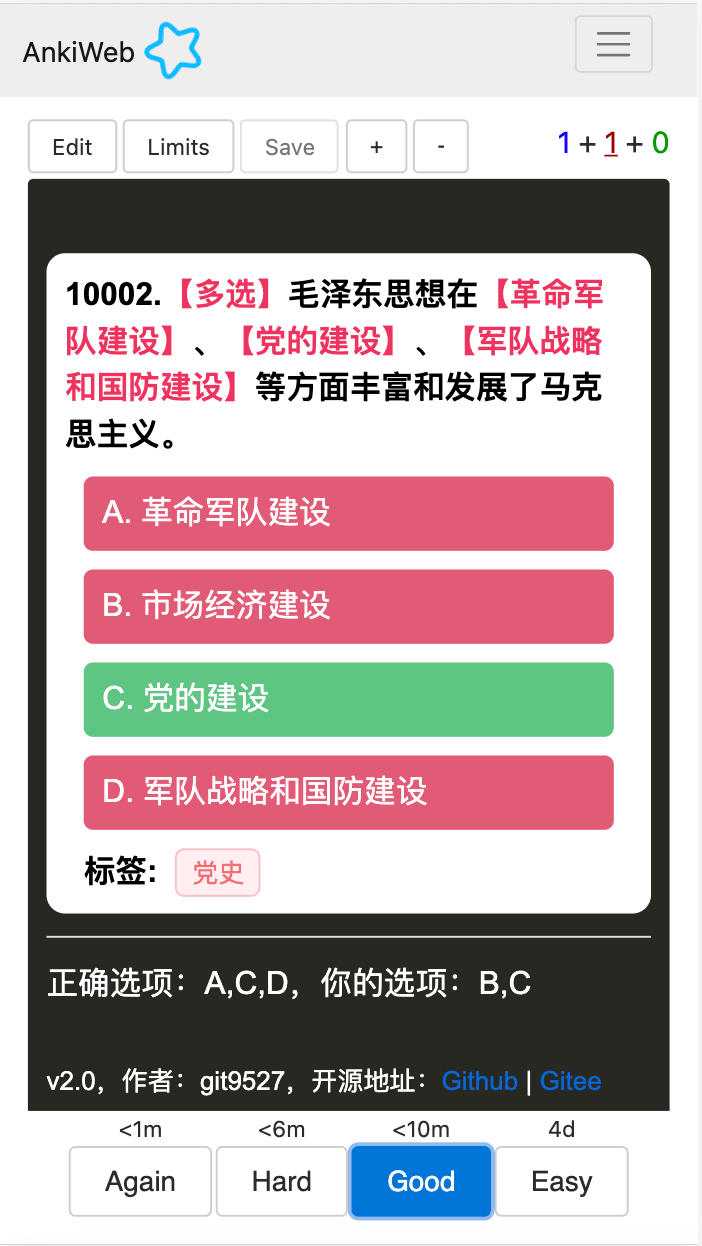 AnkiWeb
Edit Limits Save + - 1 + 1 + 0
10002.【多选】毛泽东思想在【革命军
队建设】、【党的建设】、【军队战略
和国防建设】等方面丰富和发展了马克
思主义。
A. 革命军队建设
B. 市场经济建设
C. 党的建设
D. 军队战略和国防建设
标签: 党史
正确选项：A,C,D，你的选项：B,C
v2.0，作者：git9527，开源地址：Github | Gitee
<1m <6m <10m 4d
Again Hard Good Easy